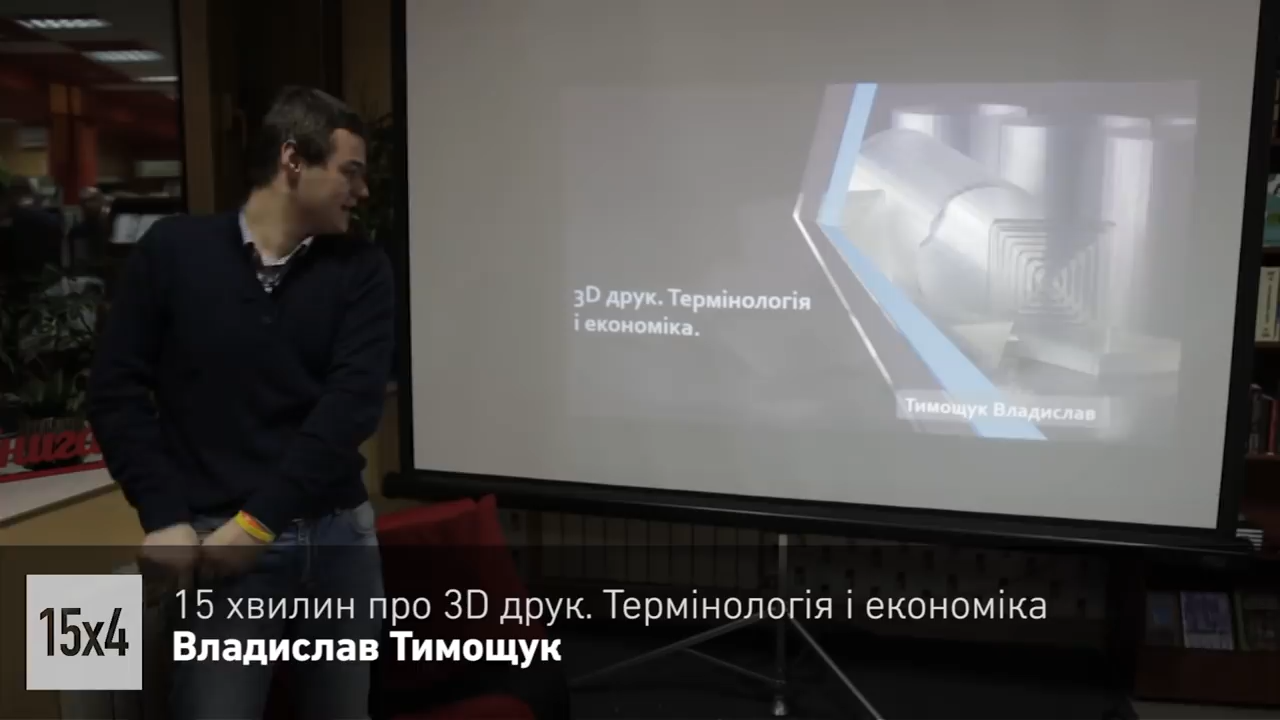 3D друк. Термінологія
і економіка.
Тимощук Владислав
15x4
15 хвилин про 3D друк. Термінологія і економіка
Владислав Тимощук